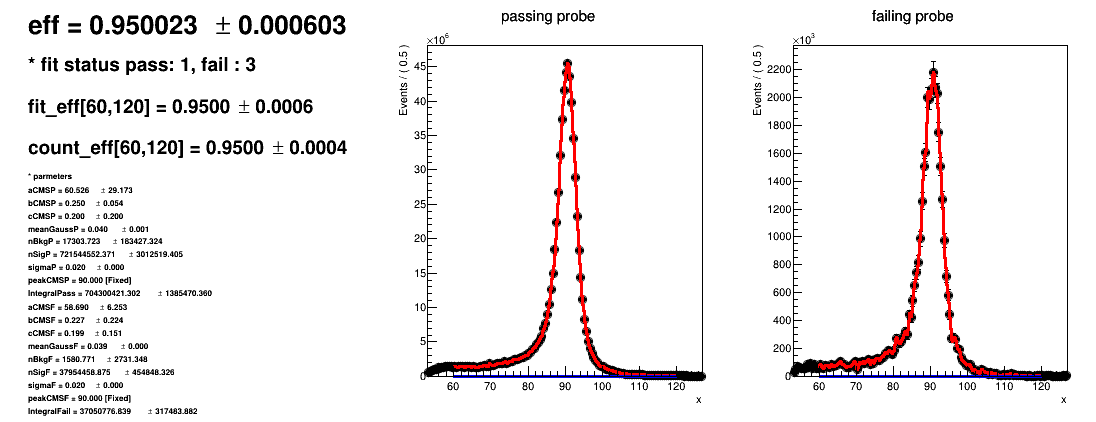 eff = 0.950023 ± 0.000603
* fit status pass: 1, fail : 3
fit_eff[60,120] = 0.9500 ± 0.0006
count_eff[60,120] = 0.9500 ± 0.0004
* parmeters
aCMSP = 60.526 ± 29.173
bCMSP = 0.250 ± 0.054
cCMSP = 0.200 ± 0.200
meanGaussP = 0.040 ± 0.001
nBkgP = 17303.723 ± 183427.324
nSigP = 721544552.371 ± 3012519.405
sigmaP = 0.020 ± 0.000
peakCMSP = 90.000 [Fixed]
IntegralPass = 704300421.302 ± 1385470.360
aCMSF = 58.690 ± 6.253
bCMSF = 0.227 ± 0.224
cCMSF = 0.199 ± 0.151
meanGaussF = 0.039 ± 0.000
nBkgF = 1580.771 ± 2731.348
nSigF = 37954458.875 ± 454848.326
sigmaF = 0.020 ± 0.000
peakCMSF = 90.000 [Fixed]
IntegralFail = 37050776.839 ± 317483.882
passing probe
×10⁶
Events / ( 0.5 )
45
40
35
30
25
20
15
10
5
0
60 70 80 90 100 110 120
x
failing probe
×10³
Events / ( 0.5 )
2200
2000
1800
1600
1400
1200
1000
800
600
400
200
0
60 70 80 90 100 110 120
x